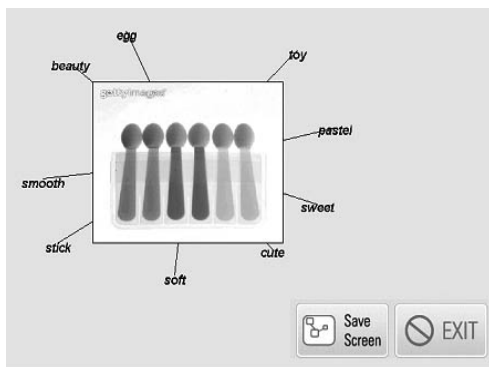 egg
toy
beauty
gettyimages
pastel
smooth
sweet
stick
cute
soft
Save
Screen
EXIT